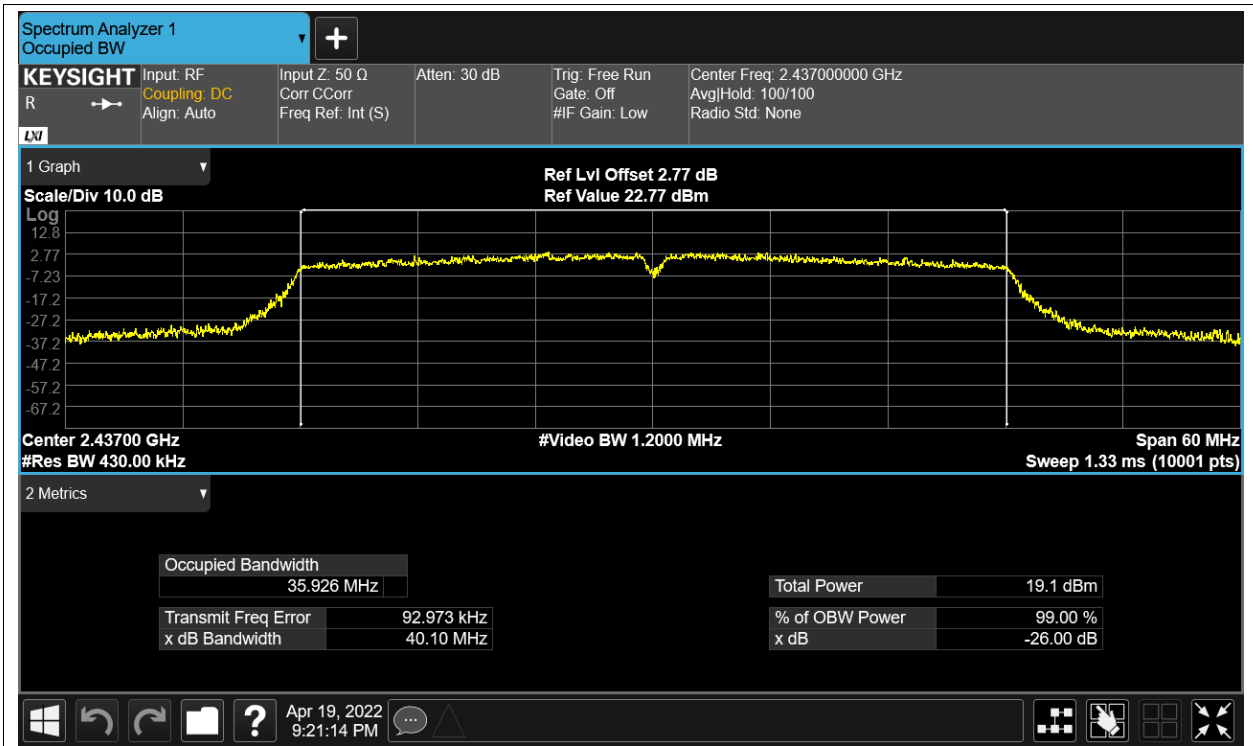 Spectrum Analyzer 1
Occupied BW
KEYSIGHT
R
LXI
Input: RF
Coupling: DC
Align: Auto
Input Z: 50 Ω
Corr CCorr
Freq Ref: Int (S)
Atten: 30 dB
Trig: Free Run
Gate: Off
#IF Gain: Low
Center Freq: 2.437000000 GHz
Avg|Hold: 100/100
Radio Std: None
1 Graph
Scale/Div 10.0 dB
Ref Lvl Offset 2.77 dB
Ref Value 22.77 dBm
Log
12.8
2.77
-7.23
-17.2
-27.2
-37.2
-47.2
-57.2
-67.2
Center 2.43700 GHz
#Video BW 1.2000 MHz
Span 60 MHz
#Res BW 430.00 kHz
Sweep 1.33 ms (10001 pts)
2 Metrics
Occupied Bandwidth
35.926 MHz
Total Power 19.1 dBm
Transmit Freq Error 92.973 kHz
% of OBW Power 99.00 %
x dB Bandwidth 40.10 MHz
x dB -26.00 dB
?
Apr 19, 2022
9:21:14 PM